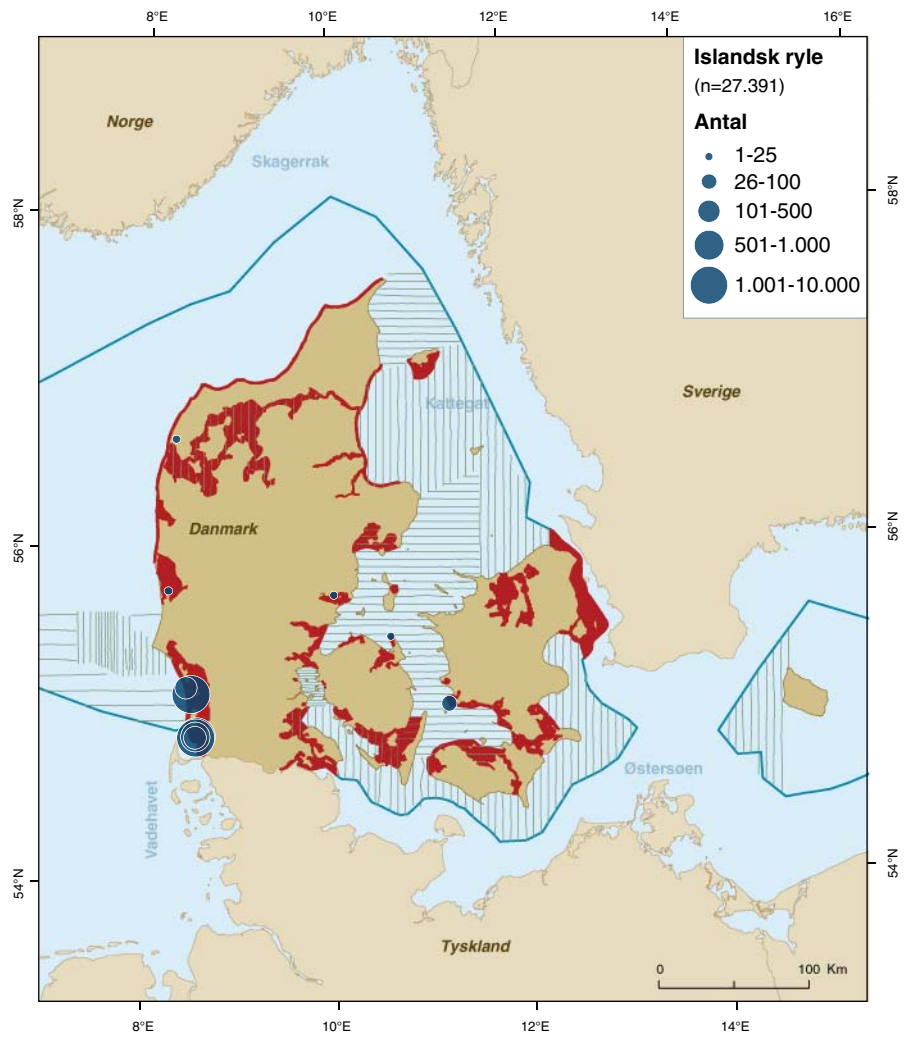 8°E 10°E 12°E 14°E 16°E
Islandsk ryle
(n=27.391)
Antal
1-25
26-100
101-500
501-1.000
1.001-10.000
Norge
Skagerrak
58°N
58°N
Kattegat
Sverige
Danmark
56°N
56°N
Østersøen
Vadehavet
54°N
54°N
Tyskland
0 100 Km
8°E 10°E 12°E 14°E